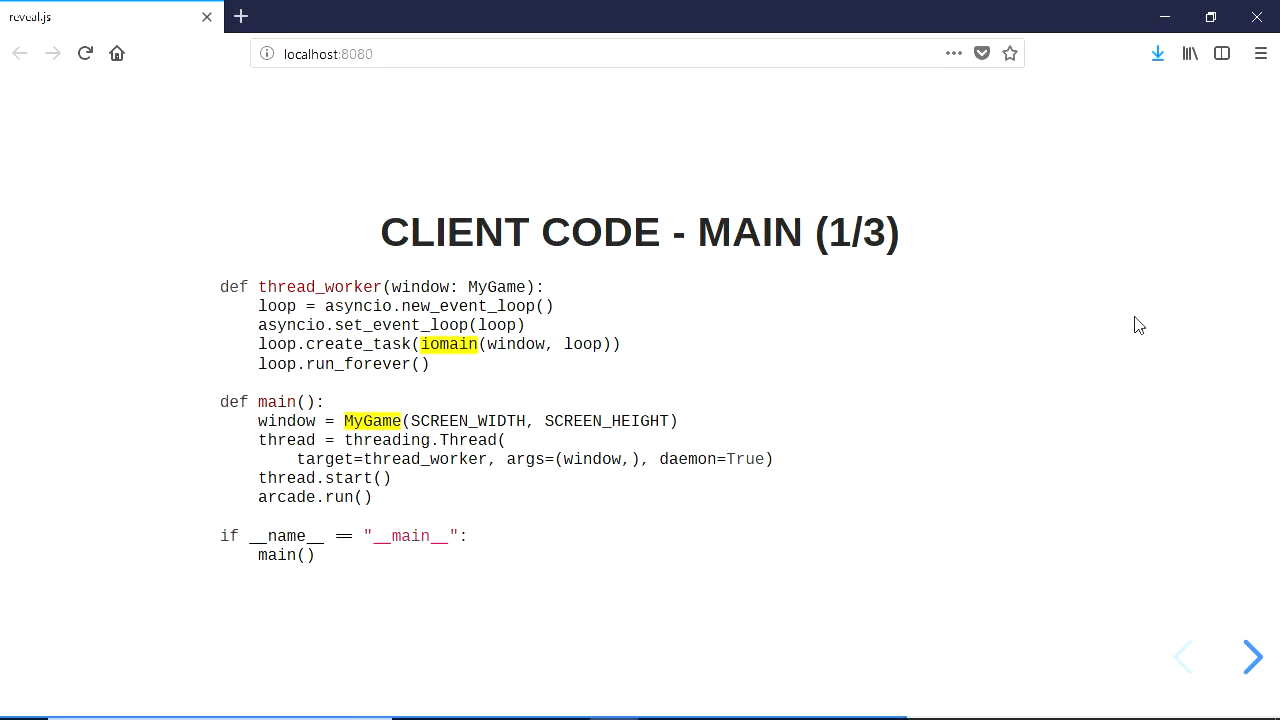 reveal.js
localhost:8080
CLIENT CODE - MAIN (1/3)
def thread_worker(window: MyGame):
    loop = asyncio.new_event_loop()
    asyncio.set_event_loop(loop)
    loop.create_task(iomain(window, loop))
    loop.run_forever()
def main():
    window = MyGame(SCREEN_WIDTH, SCREEN_HEIGHT)
    thread = threading.Thread(
        target=thread_worker, args=(window,), daemon=True)
    thread.start()
    arcade.run()
if __name__ == "__main__":
    main()